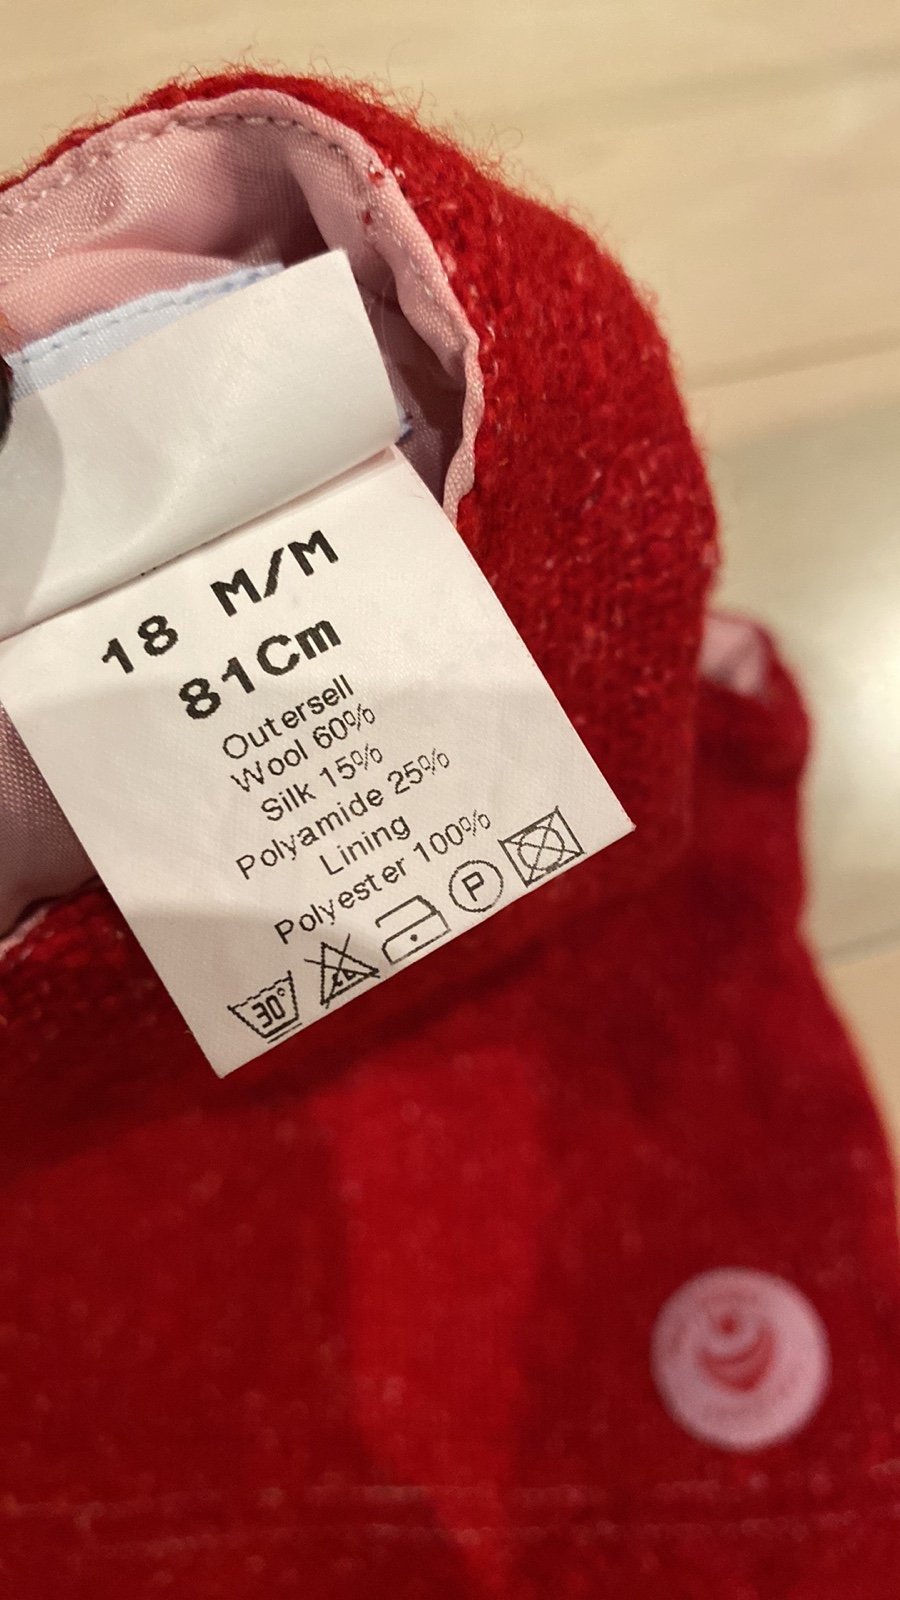 18 M/M
81Cm
Outersell
Wool 60%
Silk 15%
Polyamide 25%
Lining
Polyester 100%
30°
P